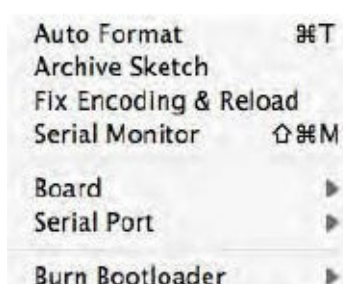 Auto Format ⌘T
Archive Sketch
Fix Encoding & Reload
Serial Monitor ⇧⌘M
Board
Serial Port
Burn Bootloader